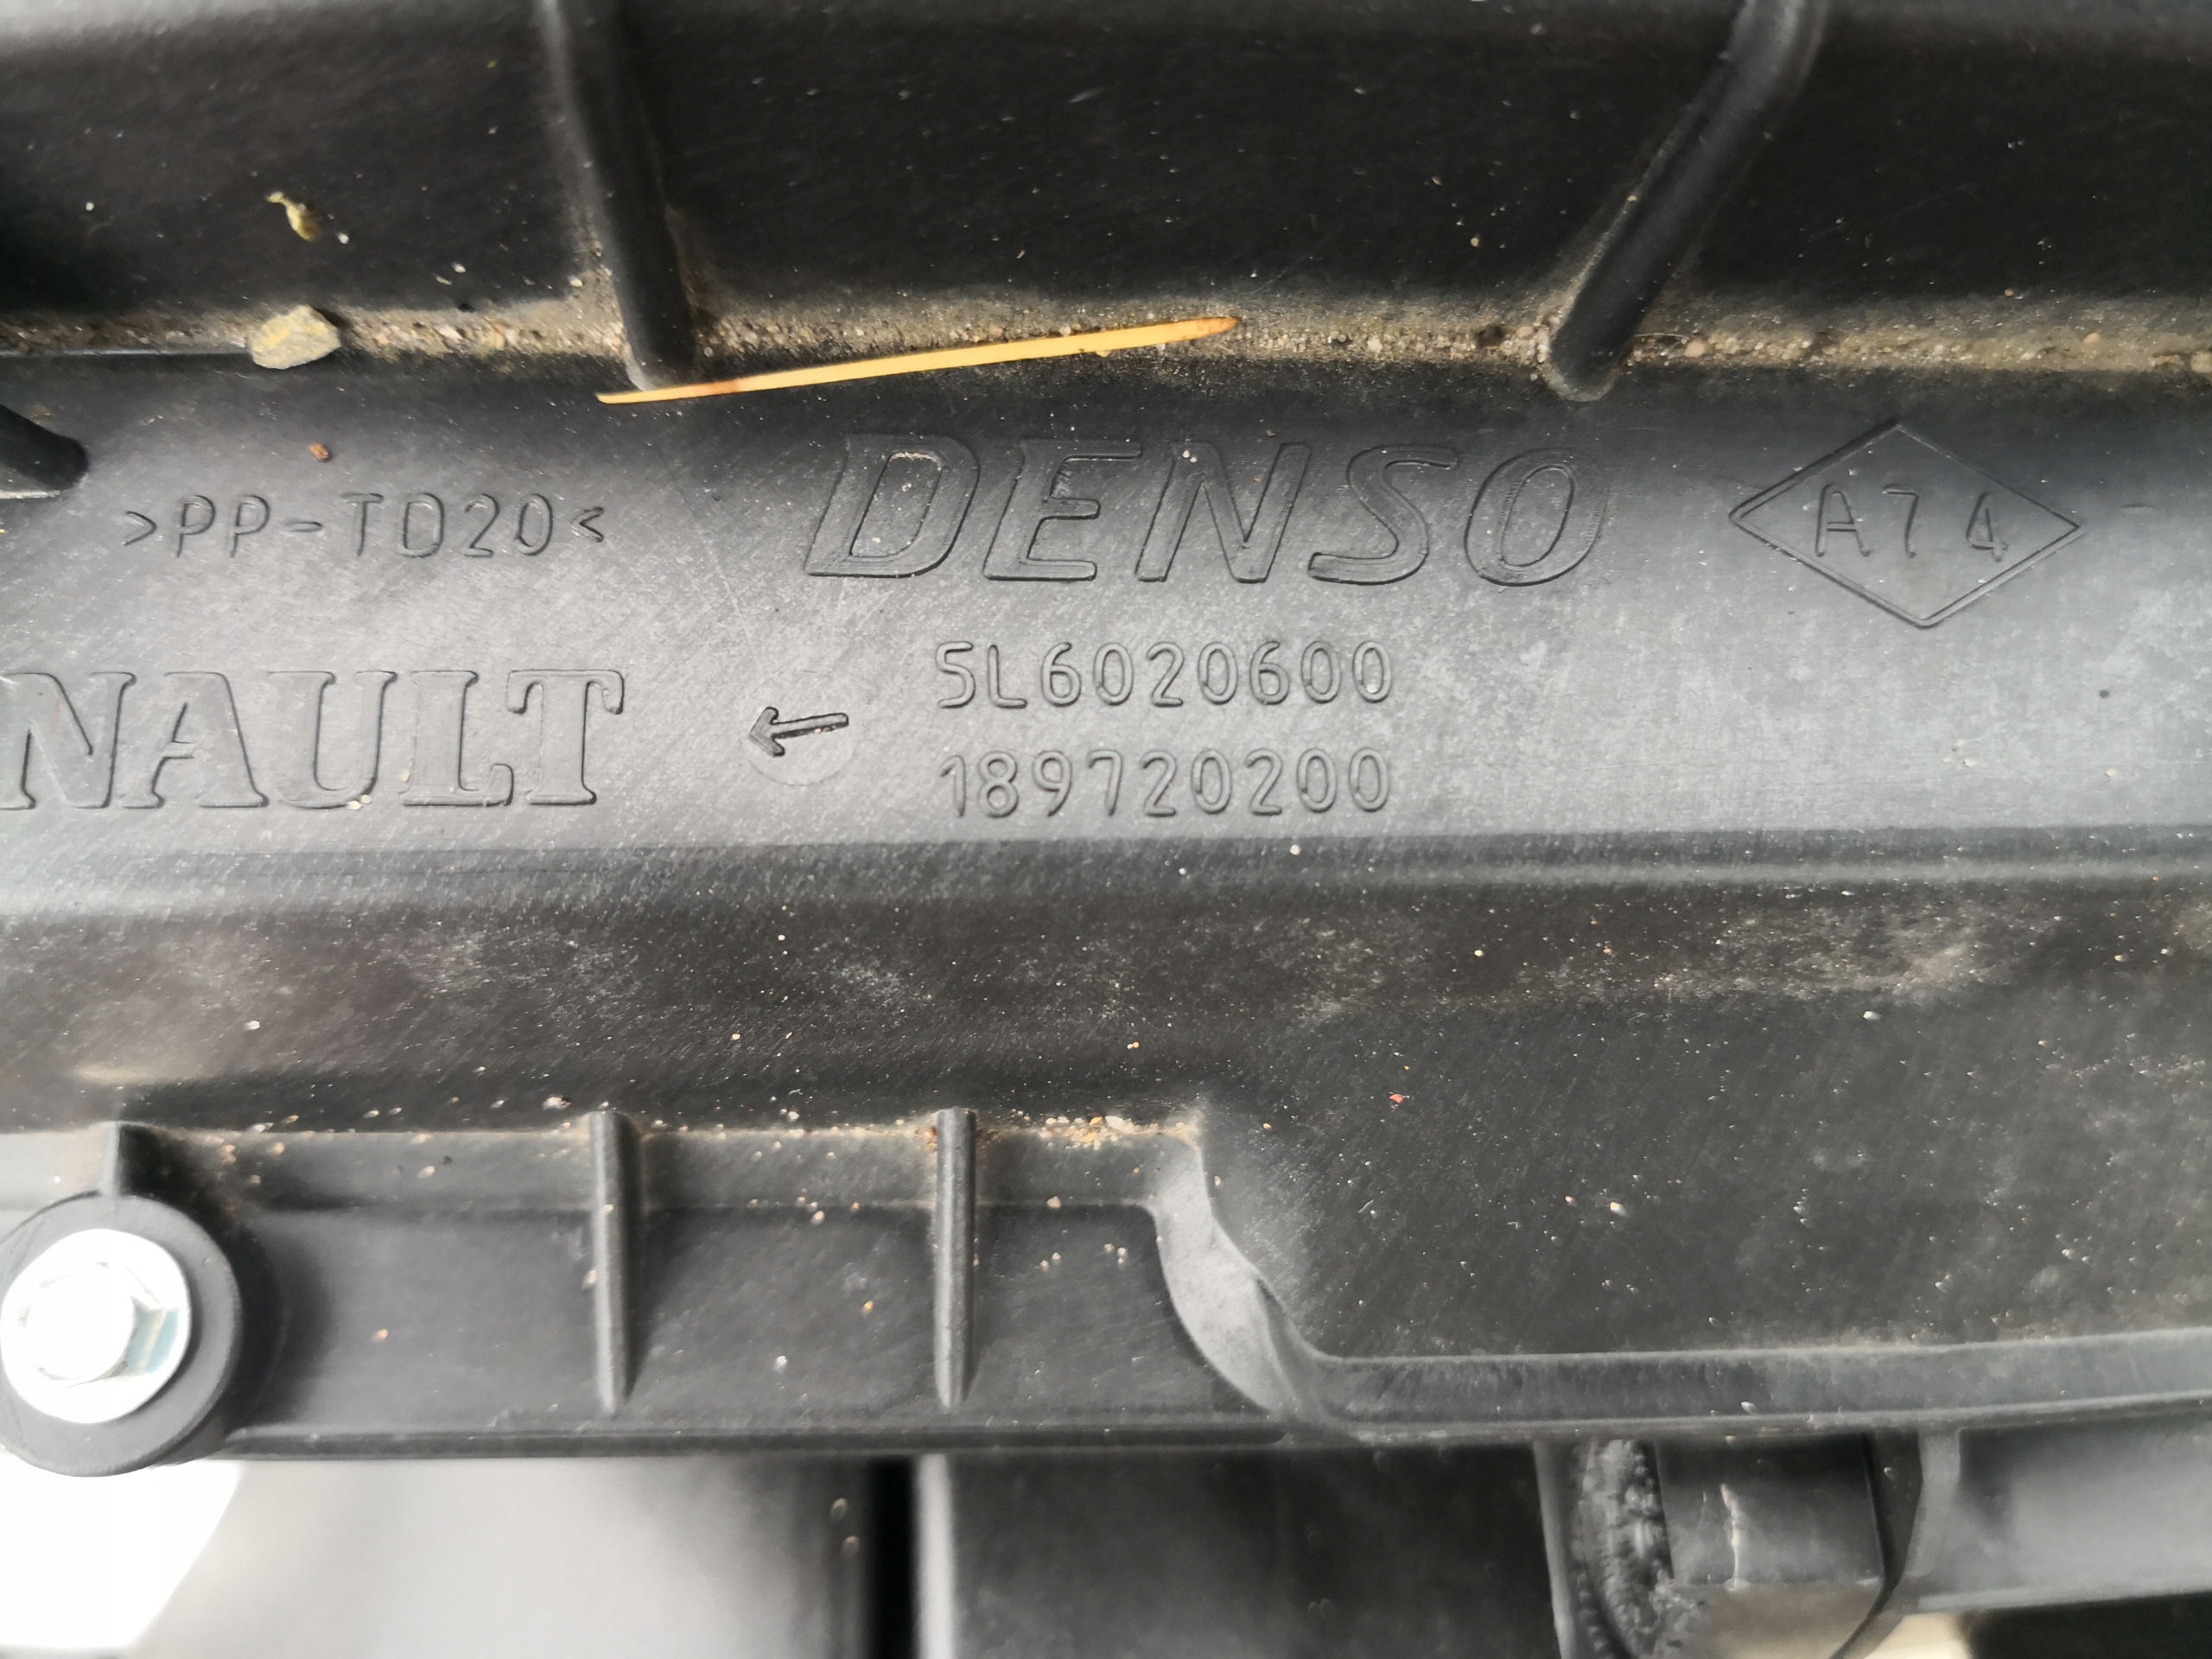 >PP-TD20<
DENSO
A74
NAULT
5L6020600
189720200